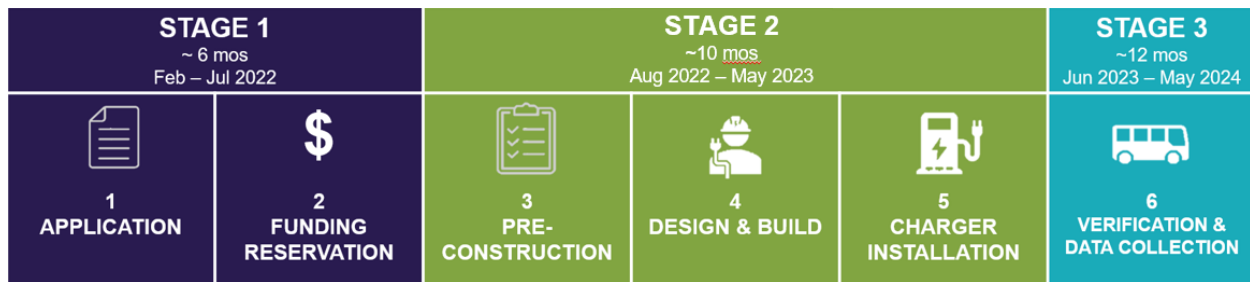 STAGE 1
~ 6 mos
Feb – Jul 2022
STAGE 2
~10 mos
Aug 2022 – May 2023
STAGE 3
~12 mos
Jun 2023 – May 2024
1
APPLICATION
$
2
FUNDING
RESERVATION
3
PRE-
CONSTRUCTION
4
DESIGN & BUILD
5
CHARGER
INSTALLATION
6
VERIFICATION &
DATA COLLECTION